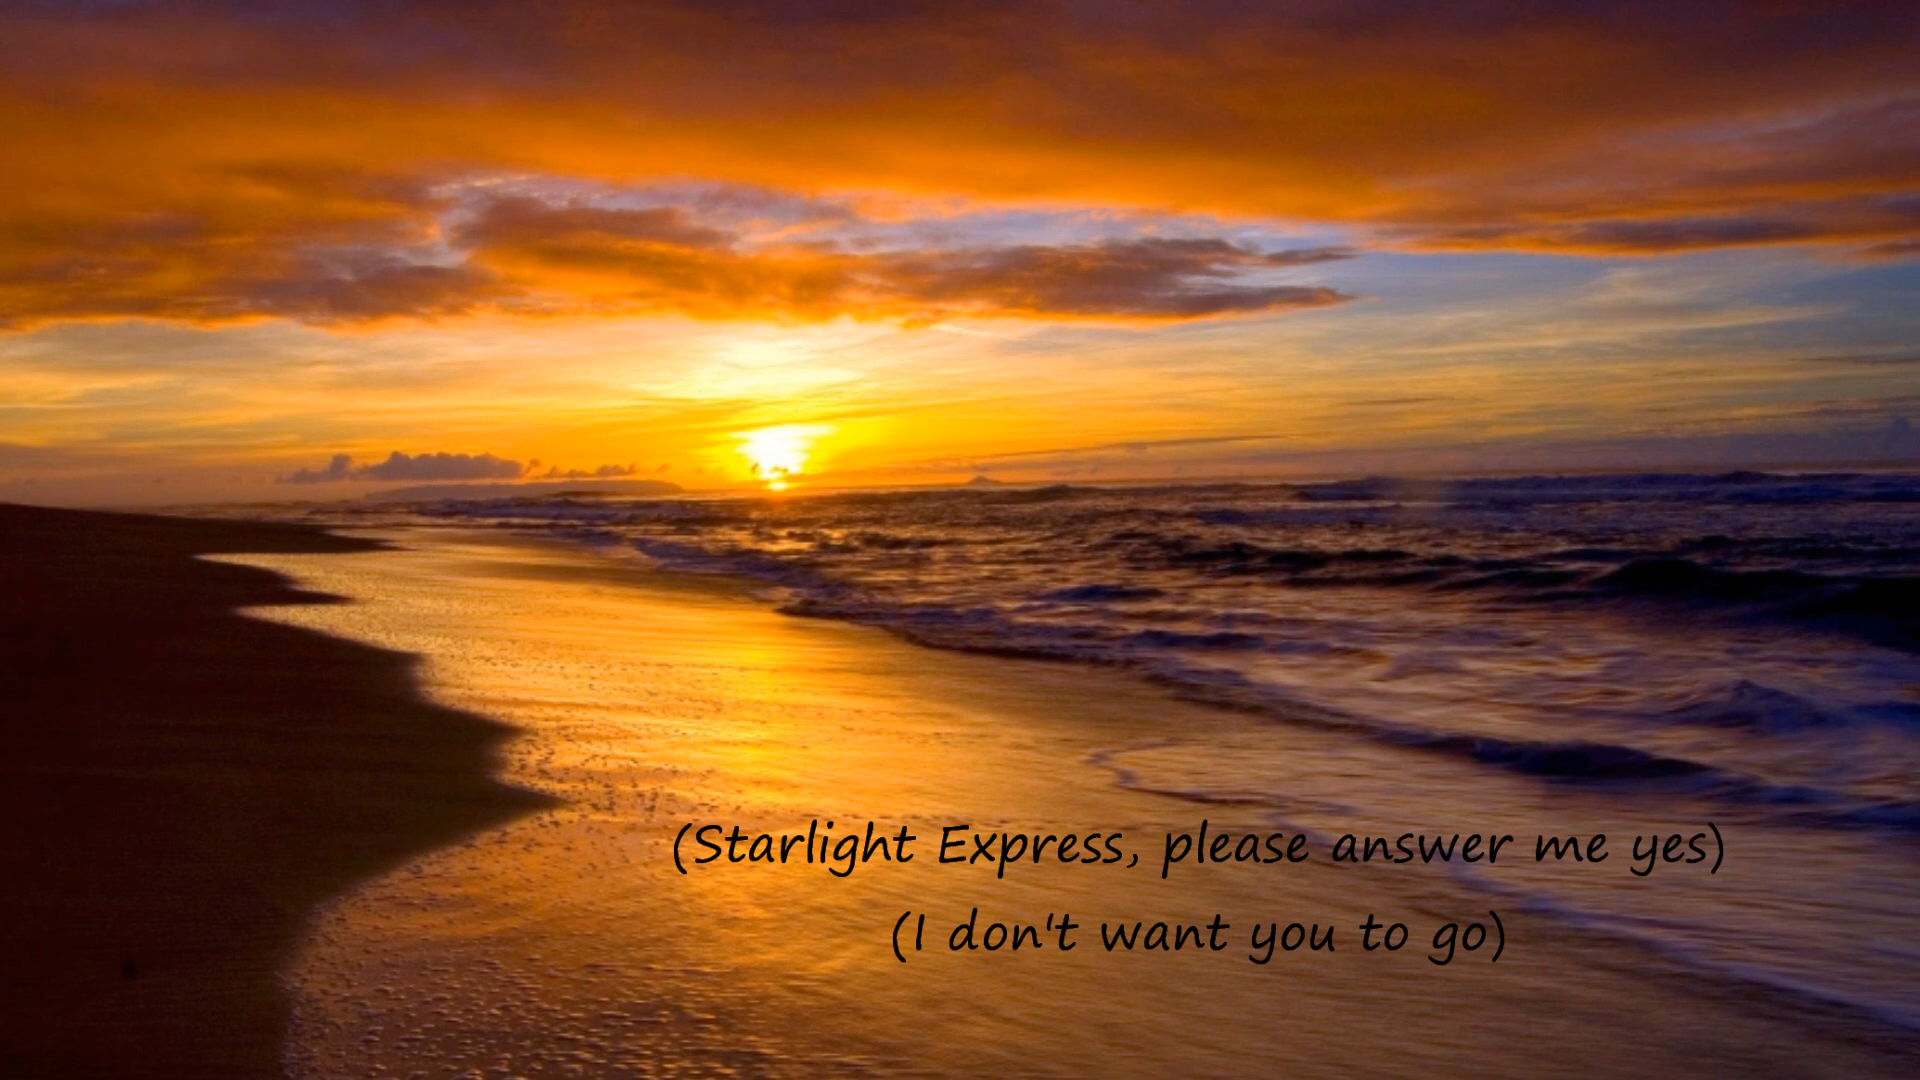 (Starlight Express, please answer me yes)
(I don't want you to go)